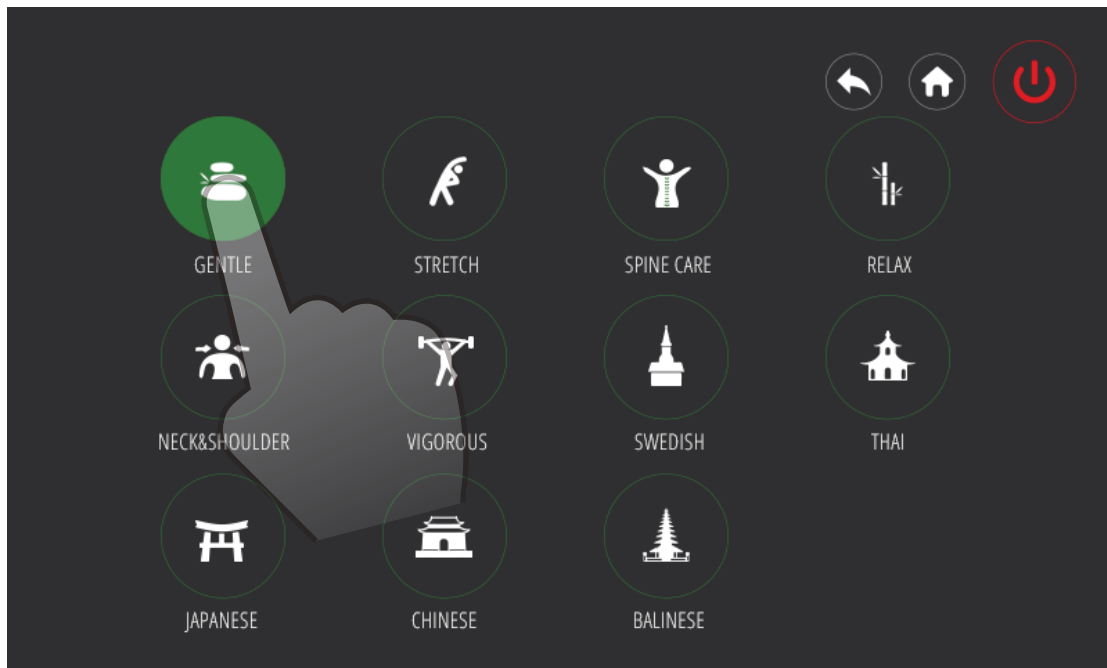 GENTLE
STRETCH
SPINE CARE
RELAX
NECK&SHOULDER
VIGOROUS
SWEDISH
THAI
JAPANESE
CHINESE
BALINESE